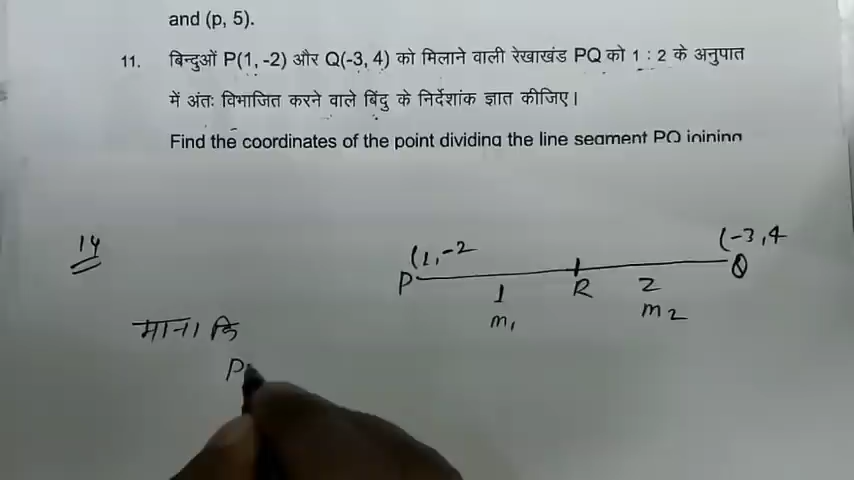 and (p, 5).
11. बिन्दुओं P(1, -2) और Q(-3, 4) को मिलाने वाली रेखाखंड PQ को 1 : 2 के अनुपात
में अंतः विभाजित करने वाले बिंदु के निर्देशांक ज्ञात कीजिए।
Find the coordinates of the point dividing the line segment PQ joining
14
(1, -2
(-3, 4
P
1
R
2
Q
m1
m2
माना कि
P